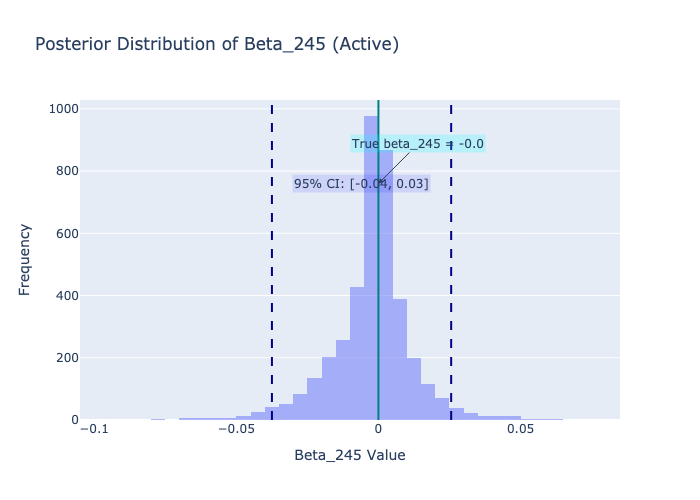 Posterior Distribution of Beta_245 (Active)
1000
800
600
400
200
0
Frequency
True beta_245 = -0.0
95% CI: [-0.04, 0.03]
−0.1
−0.05
0
0.05
Beta_245 Value